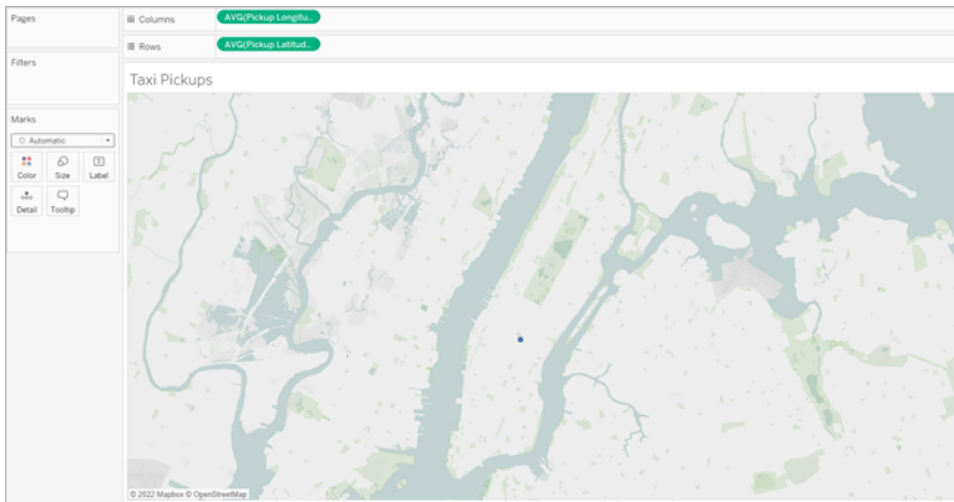 Pages
Columns
AVG(Pickup Longitu..
Rows
AVG(Pickup Latitud..
Filters
Taxi Pickups
Marks
Automatic
Color
Size
Label
Detail
Tooltip
© 2022 Mapbox © OpenStreetMap